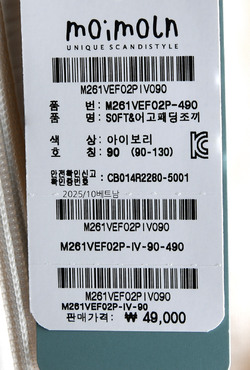 moimoln
UNIQUE SCANDISTYLE
M261VEF02PIV090
품 번: M261VEF02P-490
품 명: SOFT&어고패딩조끼
색 상: 아이보리
호 칭: 90 (90-130)
안전확인신고
확인증번호 : CB014R2260-5001
2025/10베트남
M261VEF02P-IV-90-490
M261VEF02PIV090
M261VEF02P-IV-90
판매가격: ₩ 49,000